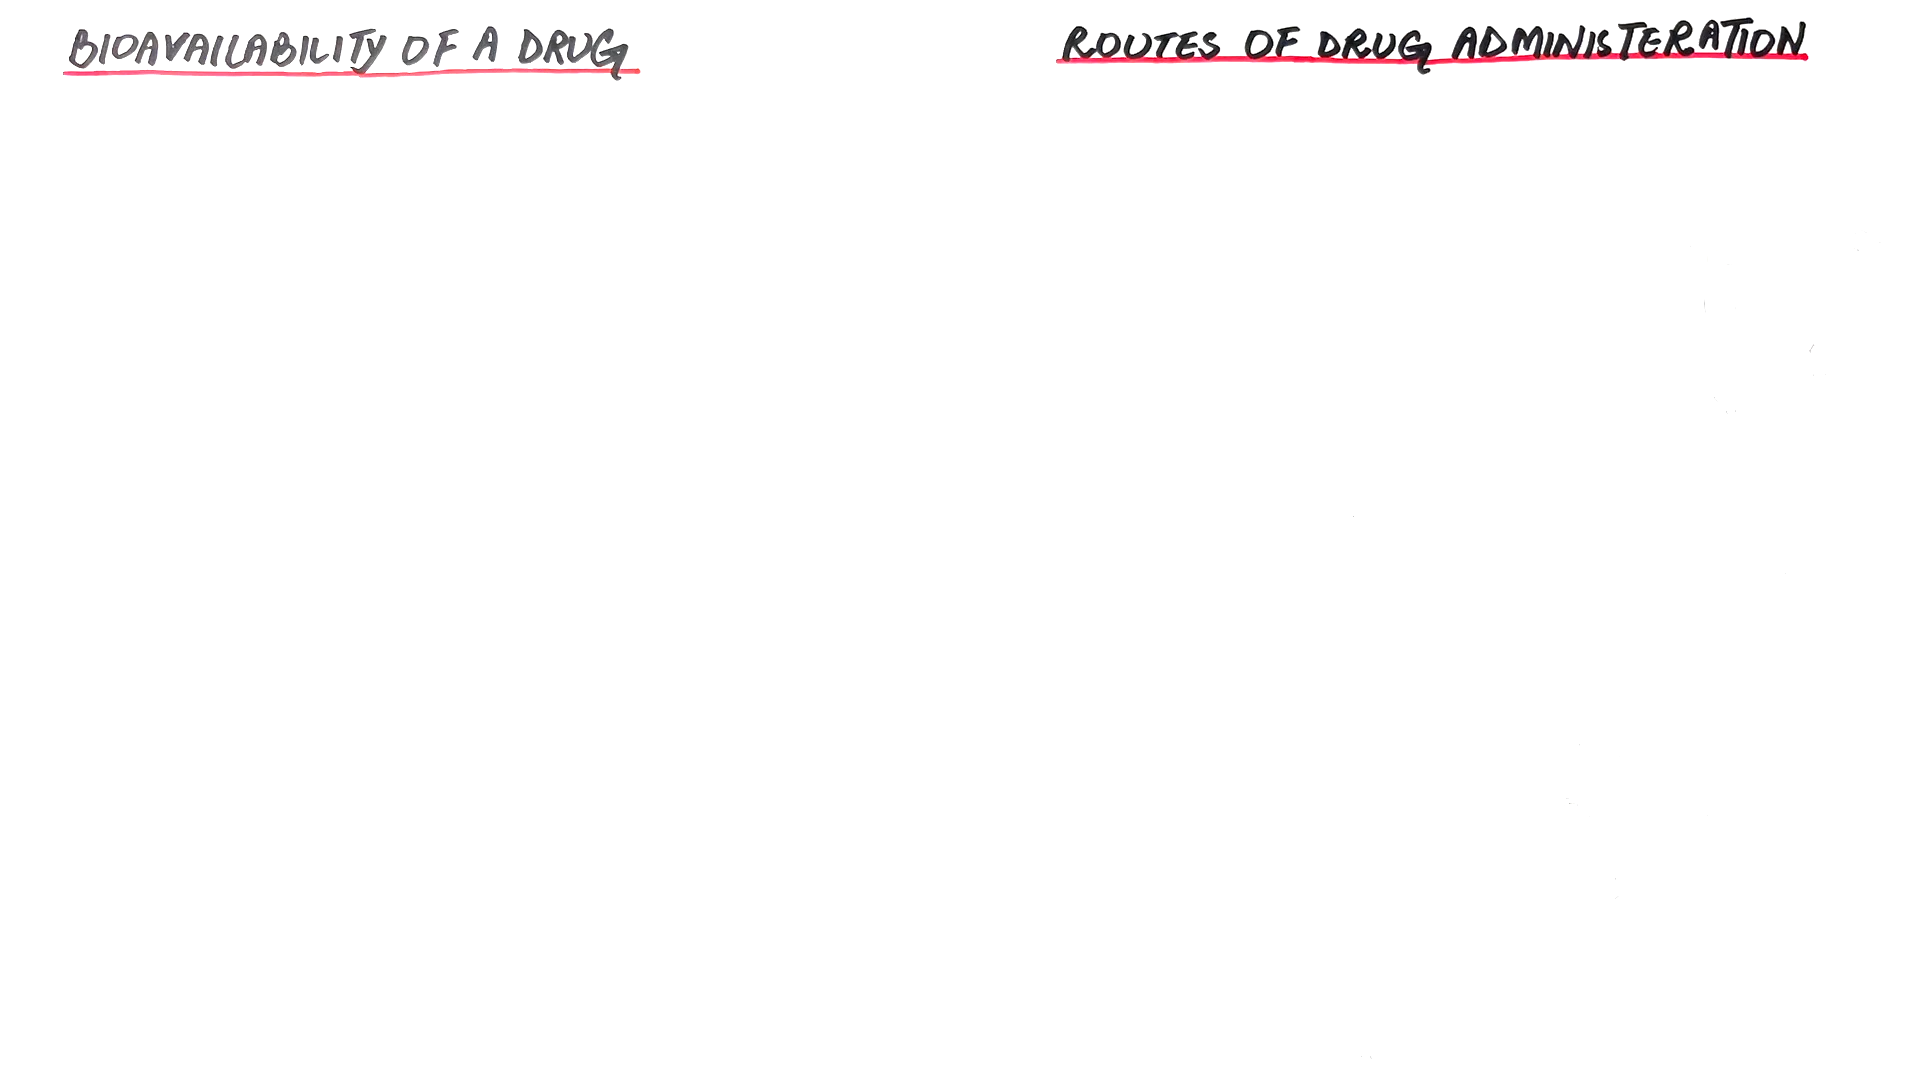 BIOAVAILABILITY OF A DRUG
ROUTES OF DRUG ADMINISTERATION